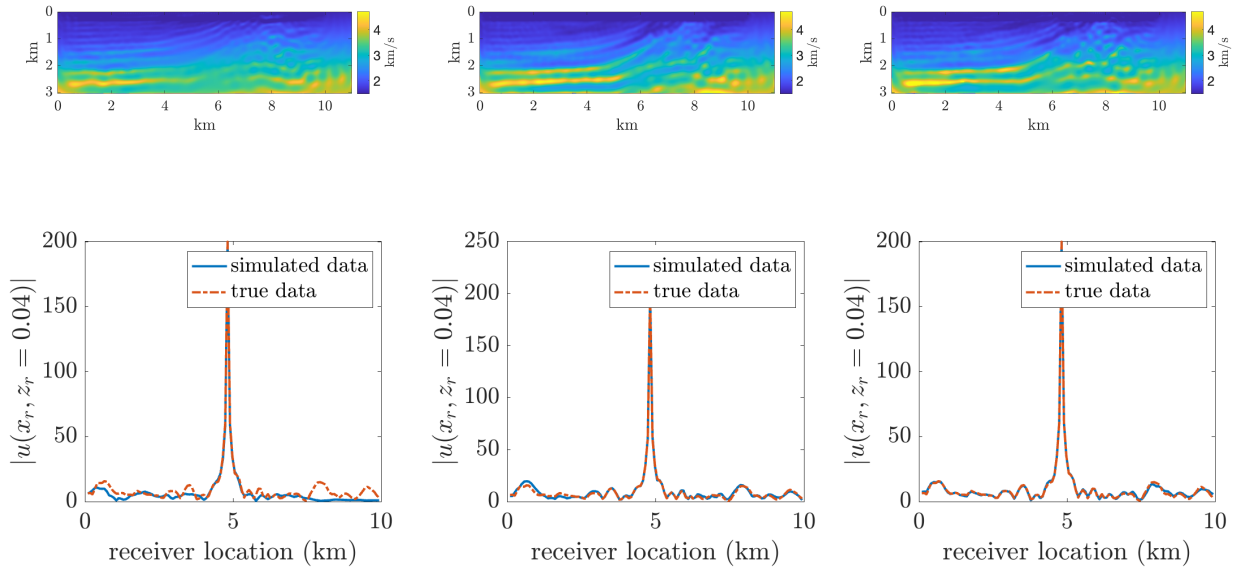 0
1
2
3
km
0 2 4 6 8 10
km
4
3
2
km/s
0
1
2
3
km
0 2 4 6 8 10
km
4
3
2
km/s
0
1
2
3
km
0 2 4 6 8 10
km
4
3
2
km/s
200
150
100
50
0
|u(x_r, z_r = 0.04)|
simulated data
true data
0 5 10
receiver location (km)
250
200
150
100
50
0
|u(x_r, z_r = 0.04)|
simulated data
true data
0 5 10
receiver location (km)
200
150
100
50
0
|u(x_r, z_r = 0.04)|
simulated data
true data
0 5 10
receiver location (km)